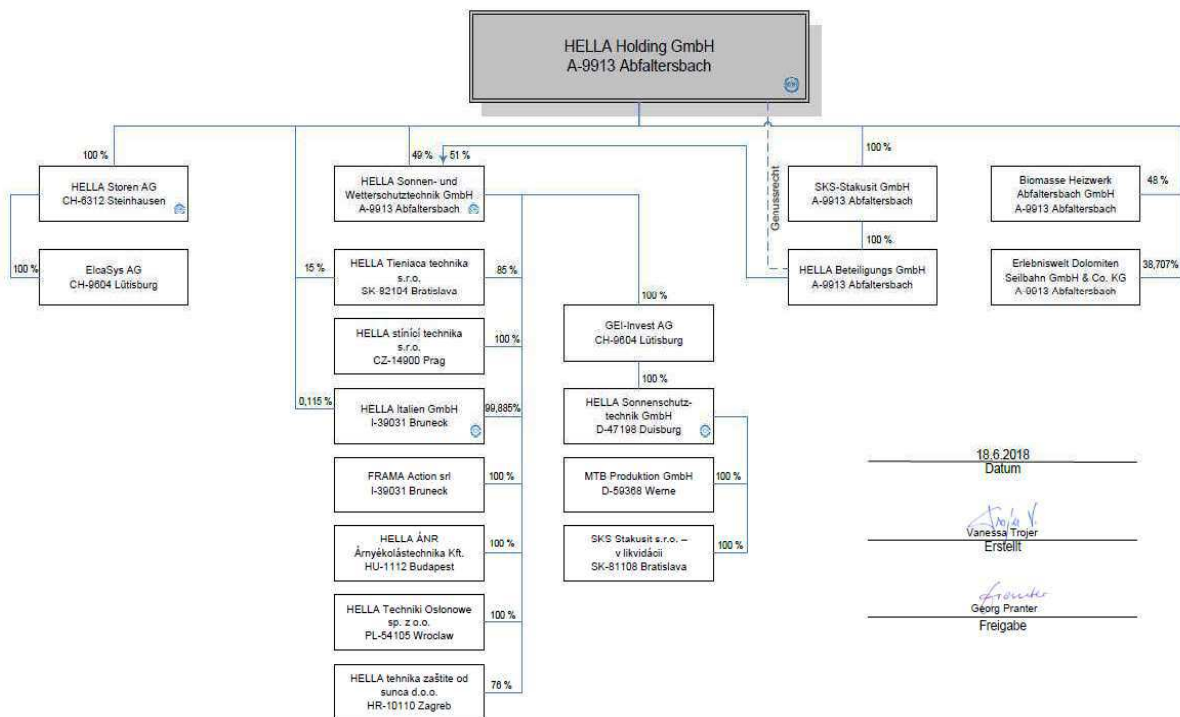 HELLA Holding GmbH
A-9913 Abfaltersbach
100 %
49 %
51 %
100 %
HELLA Storen AG
CH-6312 Steinhausen
HELLA Sonnen- und
Wetterschutztechnik GmbH
A-9913 Abfaltersbach
Genussrecht
SKS-Stakusit GmbH
A-9913 Abfaltersbach
Biomasse Heizwerk
Abfaltersbach GmbH
A-9913 Abfaltersbach
48 %
100 %
ElcaSys AG
CH-9604 Lütisburg
15 %
HELLA Tieniaca technika
s.r.o.
SK-82104 Bratislava
85 %
100 %
HELLA Beteiligungs GmbH
A-9913 Abfaltersbach
Erlebniswelt Dolomiten
Seilbahn GmbH & Co. KG
A-9913 Abfaltersbach
38,707%
HELLA stínící technika
s.r.o.
CZ-14900 Prag
100 %
100 %
GEI-Invest AG
CH-9604 Lütisburg
0,115 %
HELLA Italien GmbH
I-39031 Bruneck
99,885%
100 %
HELLA Sonnenschutz-
technik GmbH
D-47198 Duisburg
FRAMA Action srl
I-39031 Bruneck
100 %
MTB Produktion GmbH
D-59368 Werne
100 %
HELLA ÁNR
Árnyékolástechnika Kft.
HU-1112 Budapest
100 %
SKS Stakusit s.r.o. –
v likvidácii
SK-81108 Bratislava
100 %
HELLA Techniki Osłonowe
sp. z o.o.
PL-54105 Wroclaw
100 %
HELLA tehnika zaštite od
sunca d.o.o.
HR-10110 Zagreb
76 %
18.6.2018
Datum
Trojer V.
Vanessa Trojer
Erstellt
Pranter
Georg Pranter
Freigabe